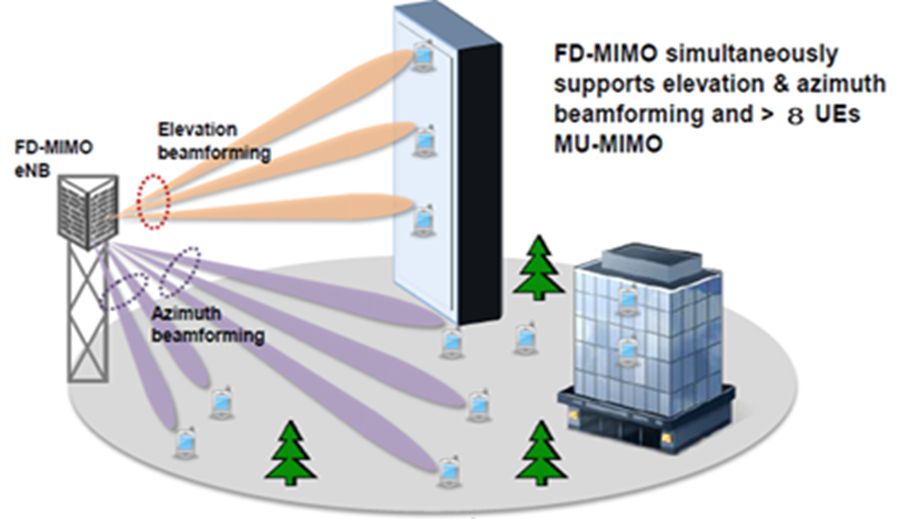 FD-MIMO simultaneously
supports elevation & azimuth
beamforming and > 8 UEs
MU-MIMO
Elevation
beamforming
FD-MIMO
eNB
Azimuth
beamforming